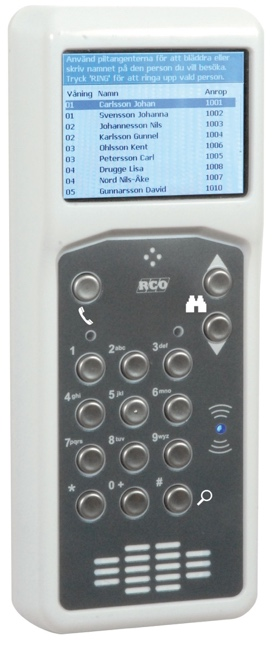 Använd piltangenterna för att bläddra eller
skriv namnet på den person du vill besöka.
Tryck 'RING' för att ringa upp vald person.
Våning Namn Anrop
01 Carlsson Johan 1001
01 Svensson Johanna 1002
02 Johannesson Nils 1003
02 Karlsson Gunnel 1004
03 Ohlsson Kent 1006
03 Petersson Carl 1005
04 Drugge Lisa 1008
04 Nord Nils-Åke 1007
05 Gunnarsson David 1010
RCO
1 2abc 3def
4ghi 5jkl 6mno
7pqrs 8tuv 9wyz
* 0+ #